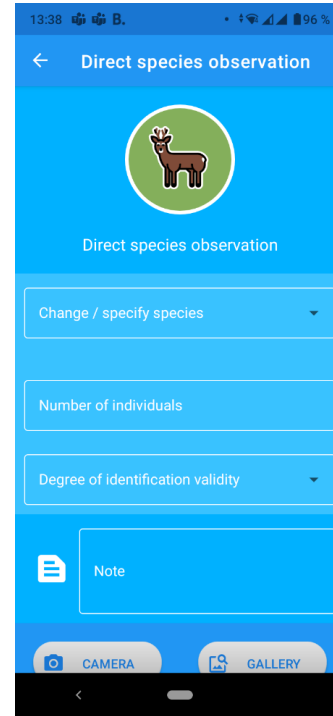 13:38 B. 96 %
Direct species observation
Direct species observation
Change / specify species
Number of individuals
Degree of identification validity
Note
CAMERA GALLERY